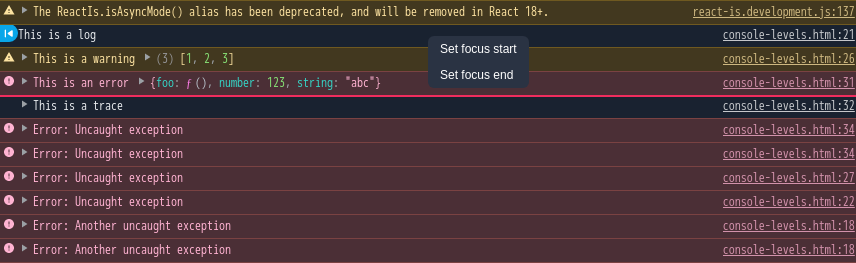 The ReactIs.isAsyncMode() alias has been deprecated, and will be removed in React 18+. react-is.development.js:137
This is a log console-levels.html:21
Set focus start
Set focus end
This is a warning (3) [1, 2, 3] console-levels.html:26
This is an error {foo: ƒ (), number: 123, string: "abc"} console-levels.html:31
This is a trace console-levels.html:32
Error: Uncaught exception console-levels.html:34
Error: Uncaught exception console-levels.html:34
Error: Uncaught exception console-levels.html:27
Error: Uncaught exception console-levels.html:22
Error: Another uncaught exception console-levels.html:18
Error: Another uncaught exception console-levels.html:18